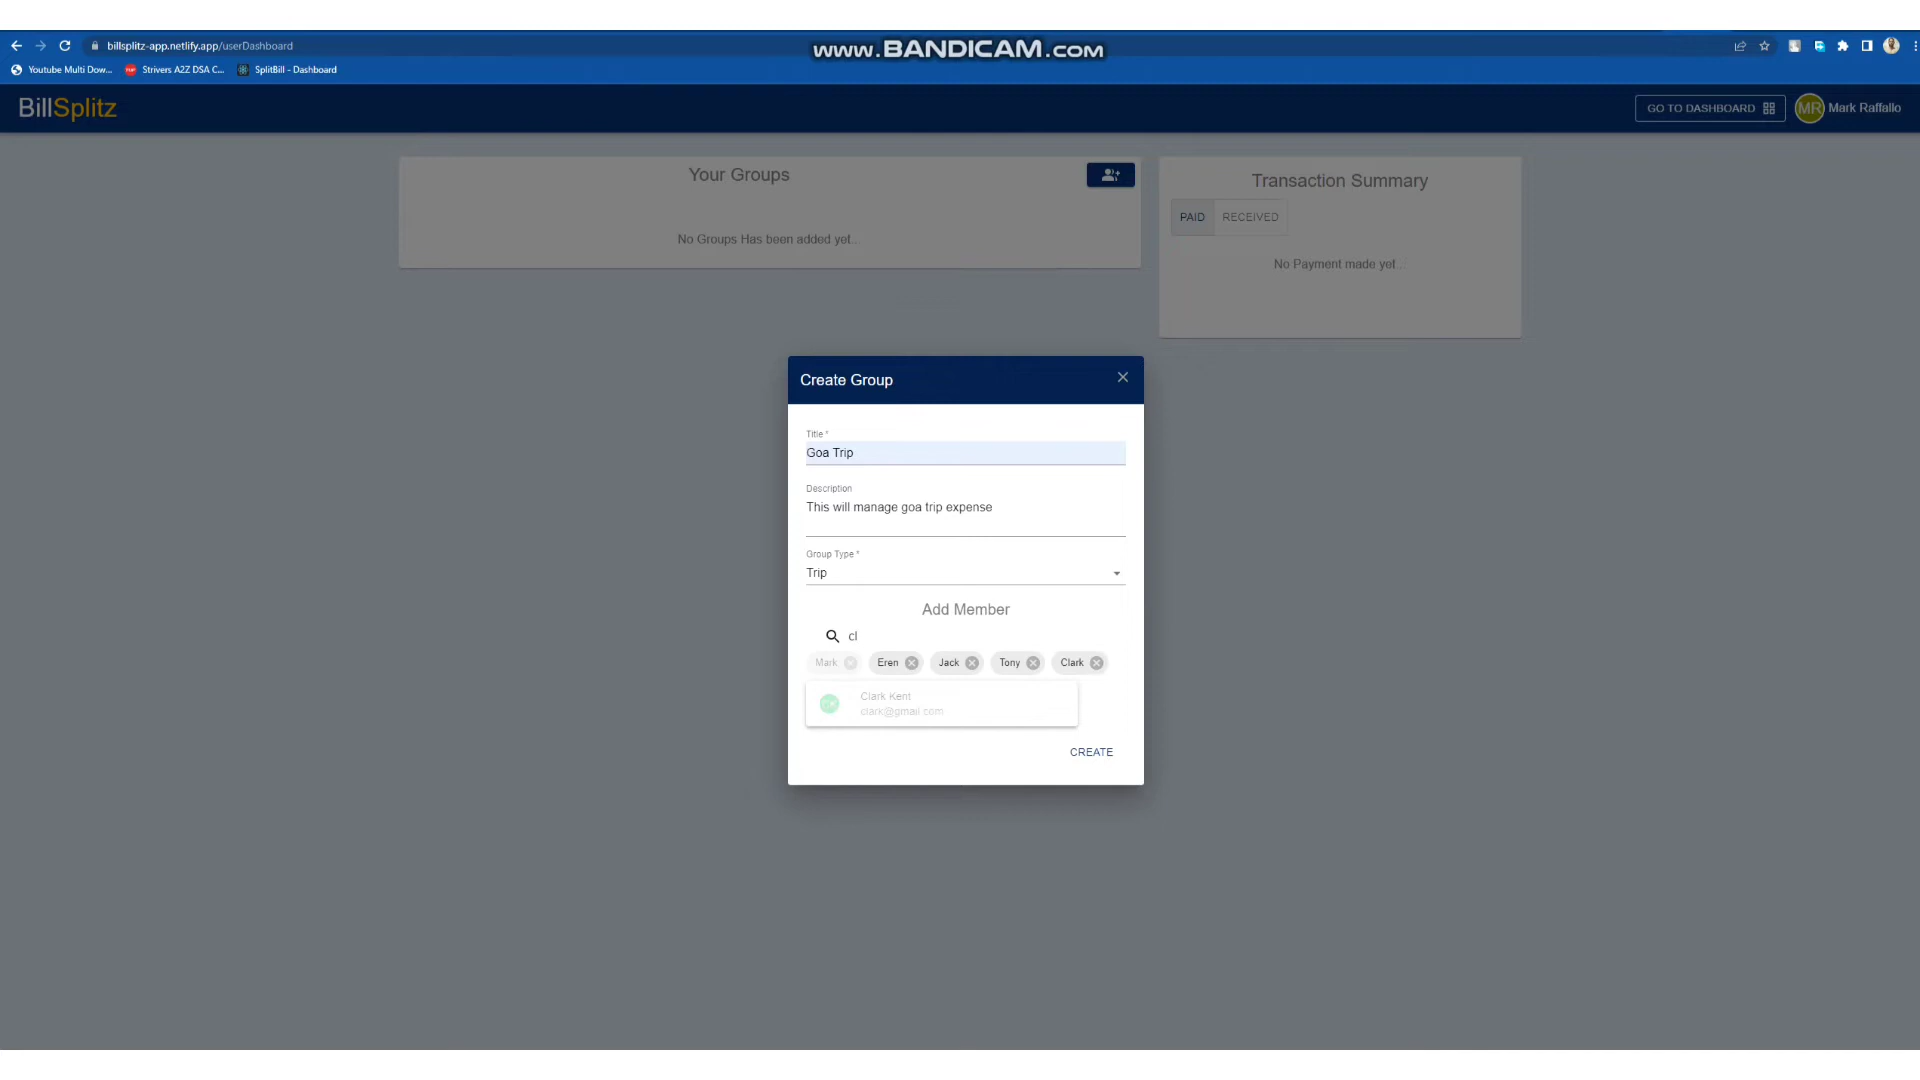 www.BANDICAM.com
billsplitz-app.netlify.app/userDashboard
Youtube Multi Dow... Strivers A2Z DSA C... SplitBill - Dashboard
BillSplitz
GO TO DASHBOARD
MR Mark Raffallo
Your Groups
No Groups Has been added yet...
Transaction Summary
PAID RECEIVED
No Payment made yet...
Create Group
Title *
Goa Trip
Description
This will manage goa trip expense
Group Type *
Trip
Add Member
cl
Mark Eren Jack Tony Clark
Clark Kent
clark@gmail.com
CREATE